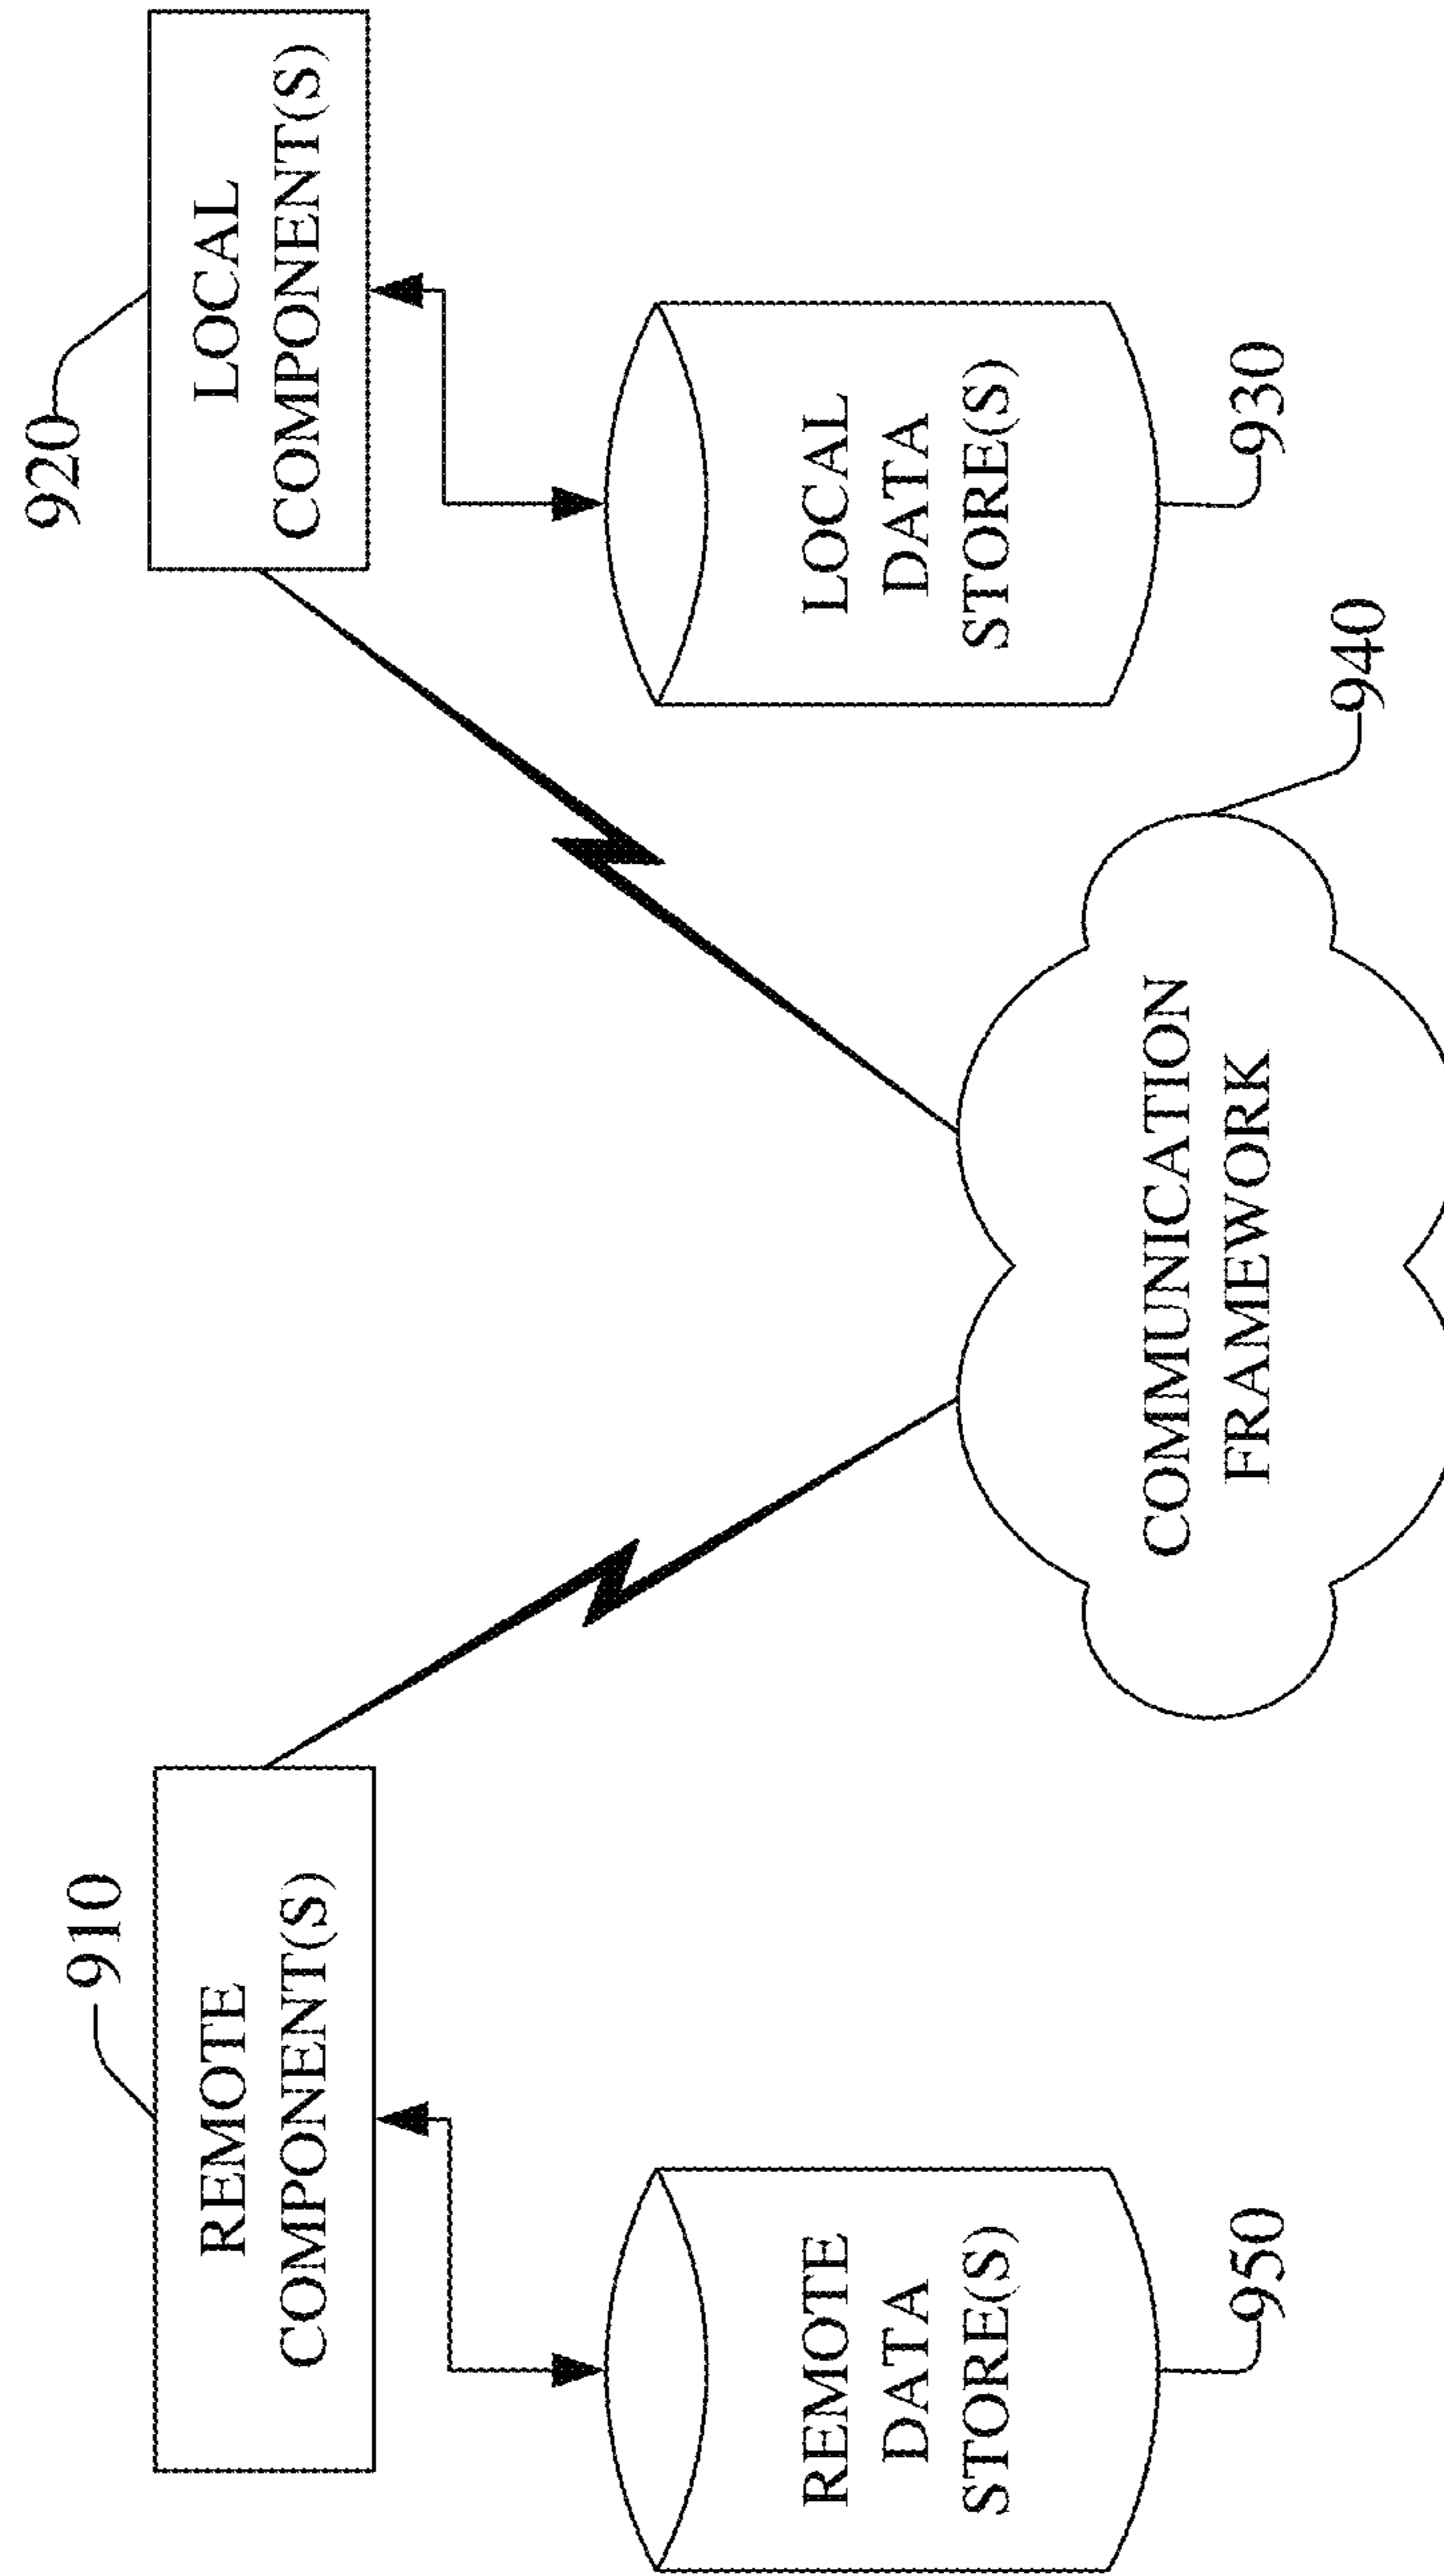 910
920
REMOTE
COMPONENT(S)
LOCAL
COMPONENT(S)
REMOTE
DATA
STORE(S)
LOCAL
DATA
STORE(S)
COMMUNICATION
FRAMEWORK
950
930
940